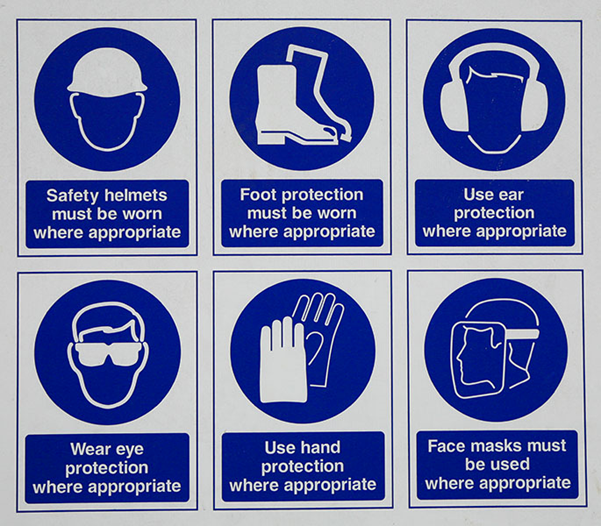 Safety helmets
must be worn
where appropriate
Foot protection
must be worn
where appropriate
Use ear
protection
where appropriate
Wear eye
protection
where appropriate
Use hand
protection
where appropriate
Face masks must
be used
where appropriate